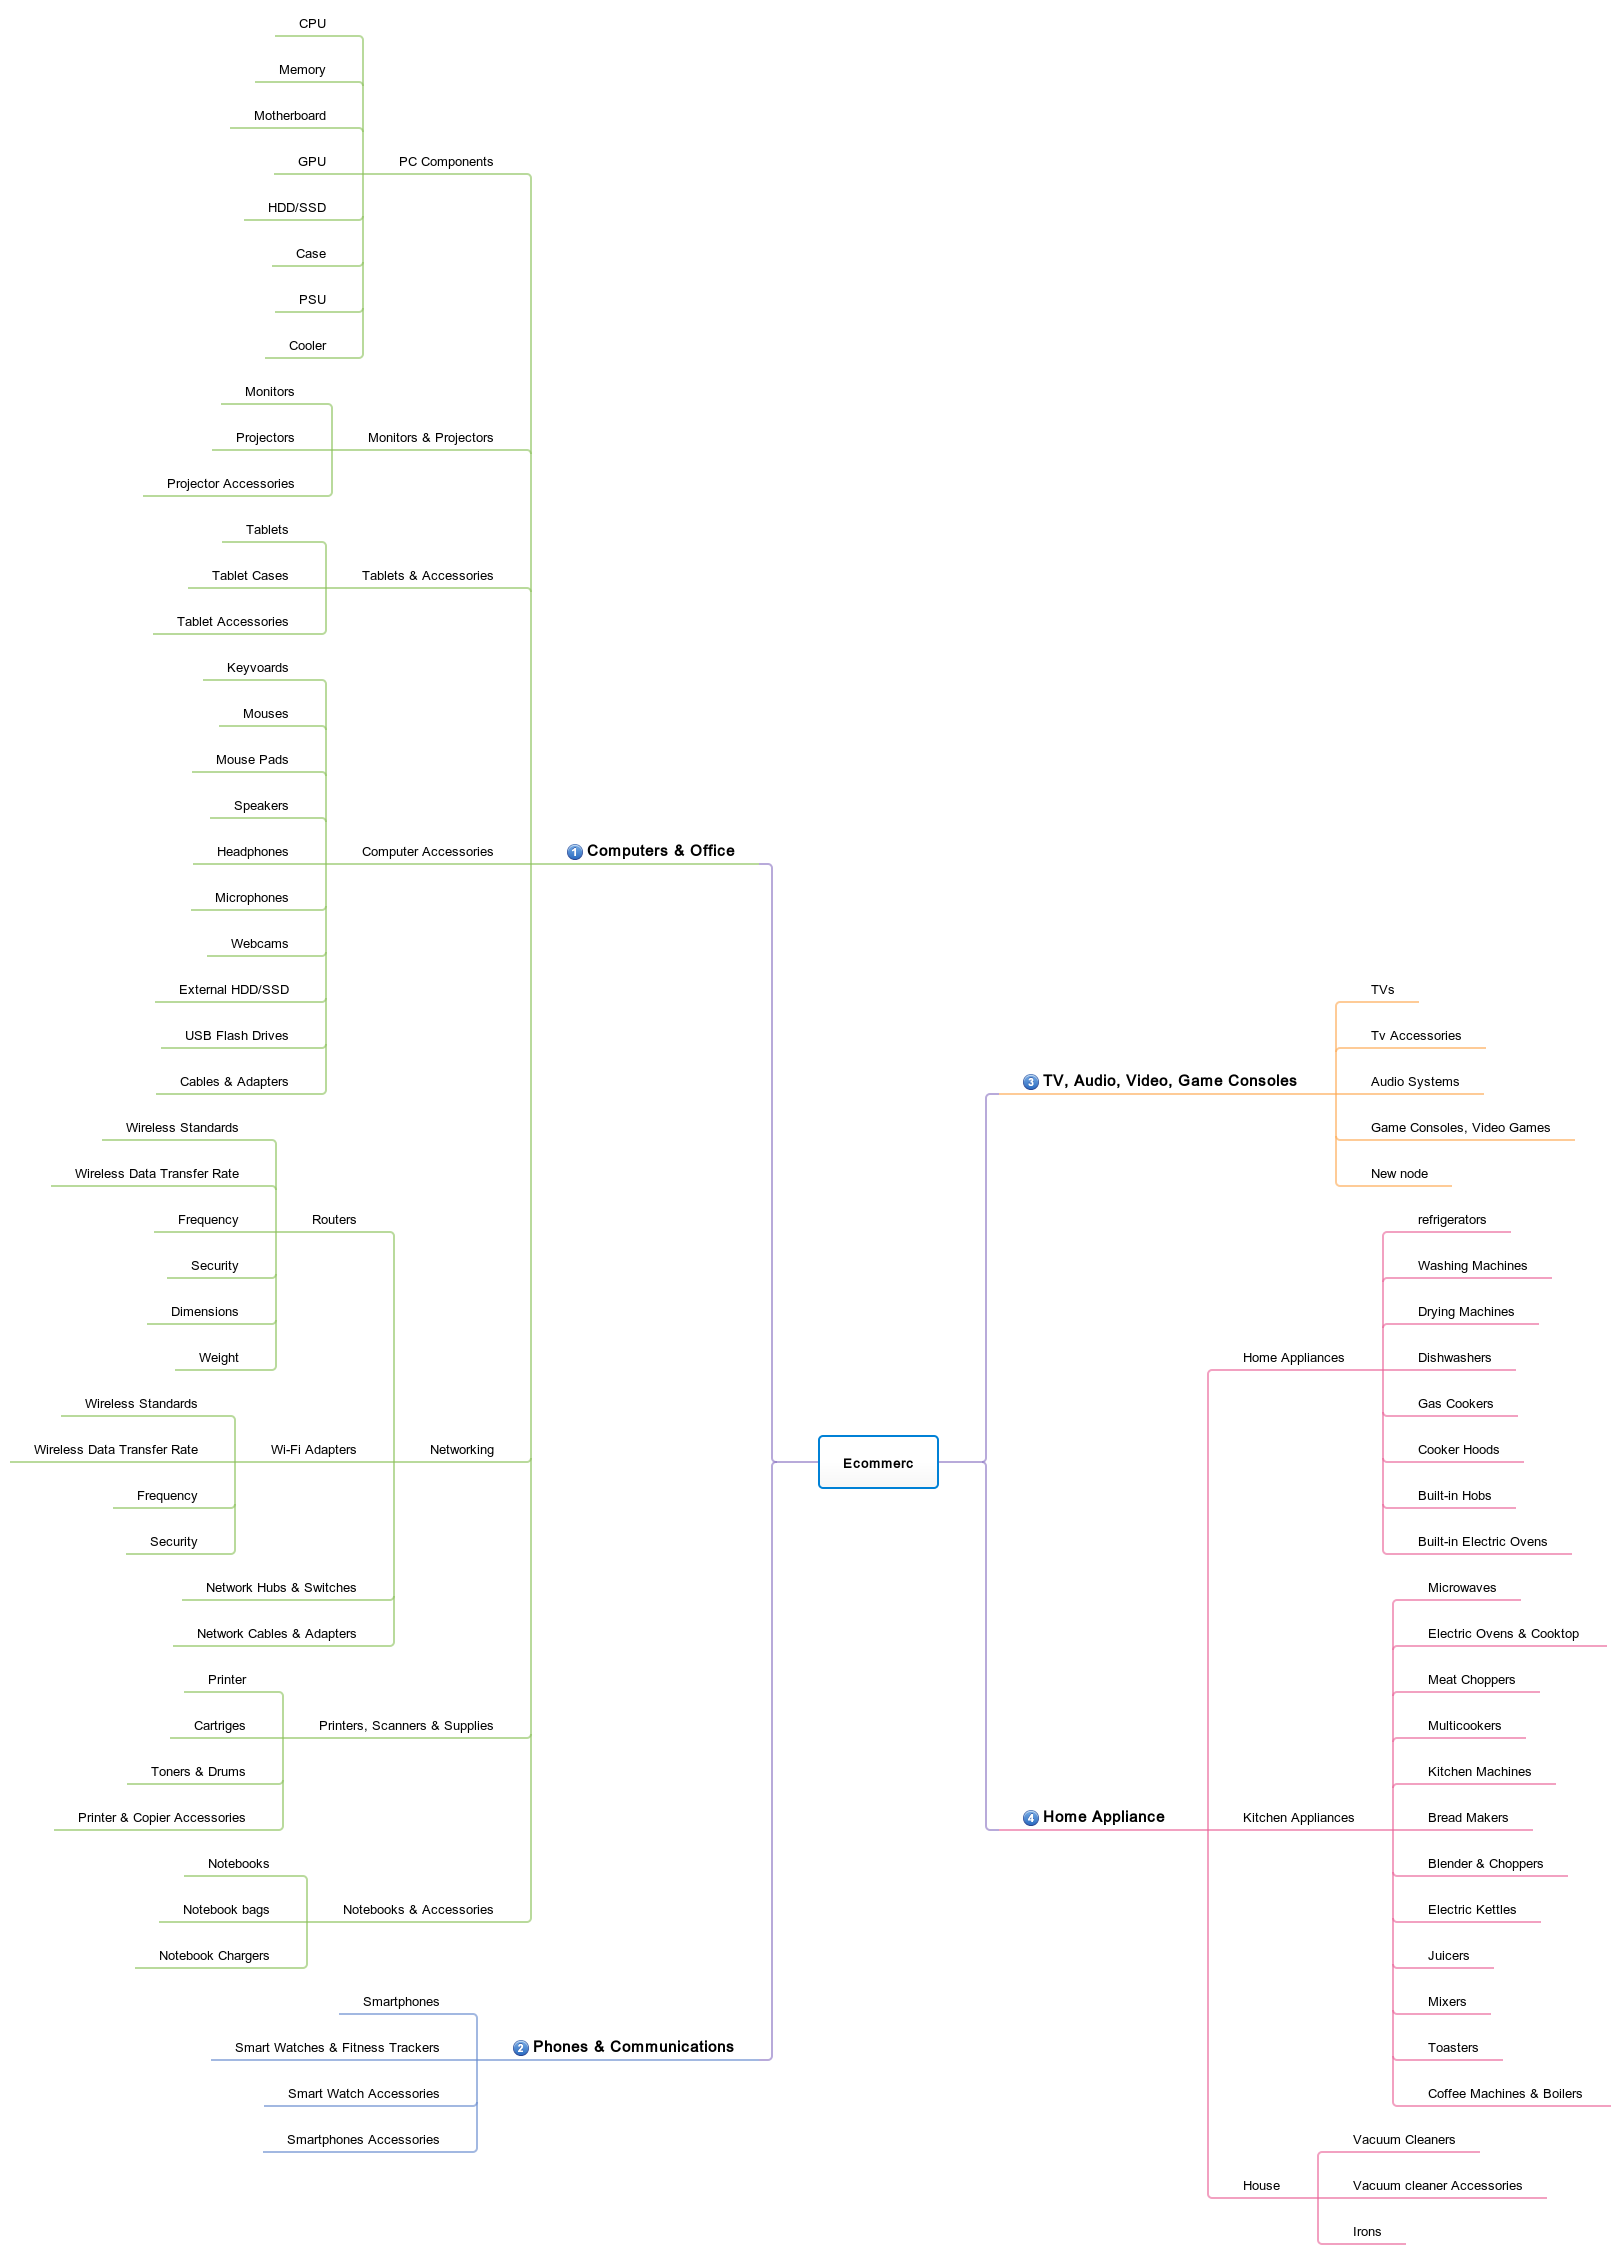 CPU
Memory
Motherboard
GPU
HDD/SSD
Case
PSU
Cooler
PC Components
Monitors
Projectors
Projector Accessories
Monitors & Projectors
Tablets
Tablet Cases
Tablet Accessories
Tablets & Accessories
Keyvoards
Mouses
Mouse Pads
Speakers
Headphones
Microphones
Webcams
External HDD/SSD
USB Flash Drives
Cables & Adapters
Computer Accessories
1 Computers & Office
Wireless Standards
Wireless Data Transfer Rate
Frequency
Security
Dimensions
Weight
Routers
Wireless Standards
Wireless Data Transfer Rate
Frequency
Security
Wi-Fi Adapters
Network Hubs & Switches
Network Cables & Adapters
Networking
Printer
Cartriges
Toners & Drums
Printer & Copier Accessories
Printers, Scanners & Supplies
Notebooks
Notebook bags
Notebook Chargers
Notebooks & Accessories
Smartphones
Smart Watches & Fitness Trackers
Smart Watch Accessories
Smartphones Accessories
2 Phones & Communications
Ecommerc
3 TV, Audio, Video, Game Consoles
TVs
Tv Accessories
Audio Systems
Game Consoles, Video Games
New node
4 Home Appliance
Home Appliances
refrigerators
Washing Machines
Drying Machines
Dishwashers
Gas Cookers
Cooker Hoods
Built-in Hobs
Built-in Electric Ovens
Kitchen Appliances
Microwaves
Electric Ovens & Cooktop
Meat Choppers
Multicookers
Kitchen Machines
Bread Makers
Blender & Choppers
Electric Kettles
Juicers
Mixers
Toasters
Coffee Machines & Boilers
House
Vacuum Cleaners
Vacuum cleaner Accessories
Irons